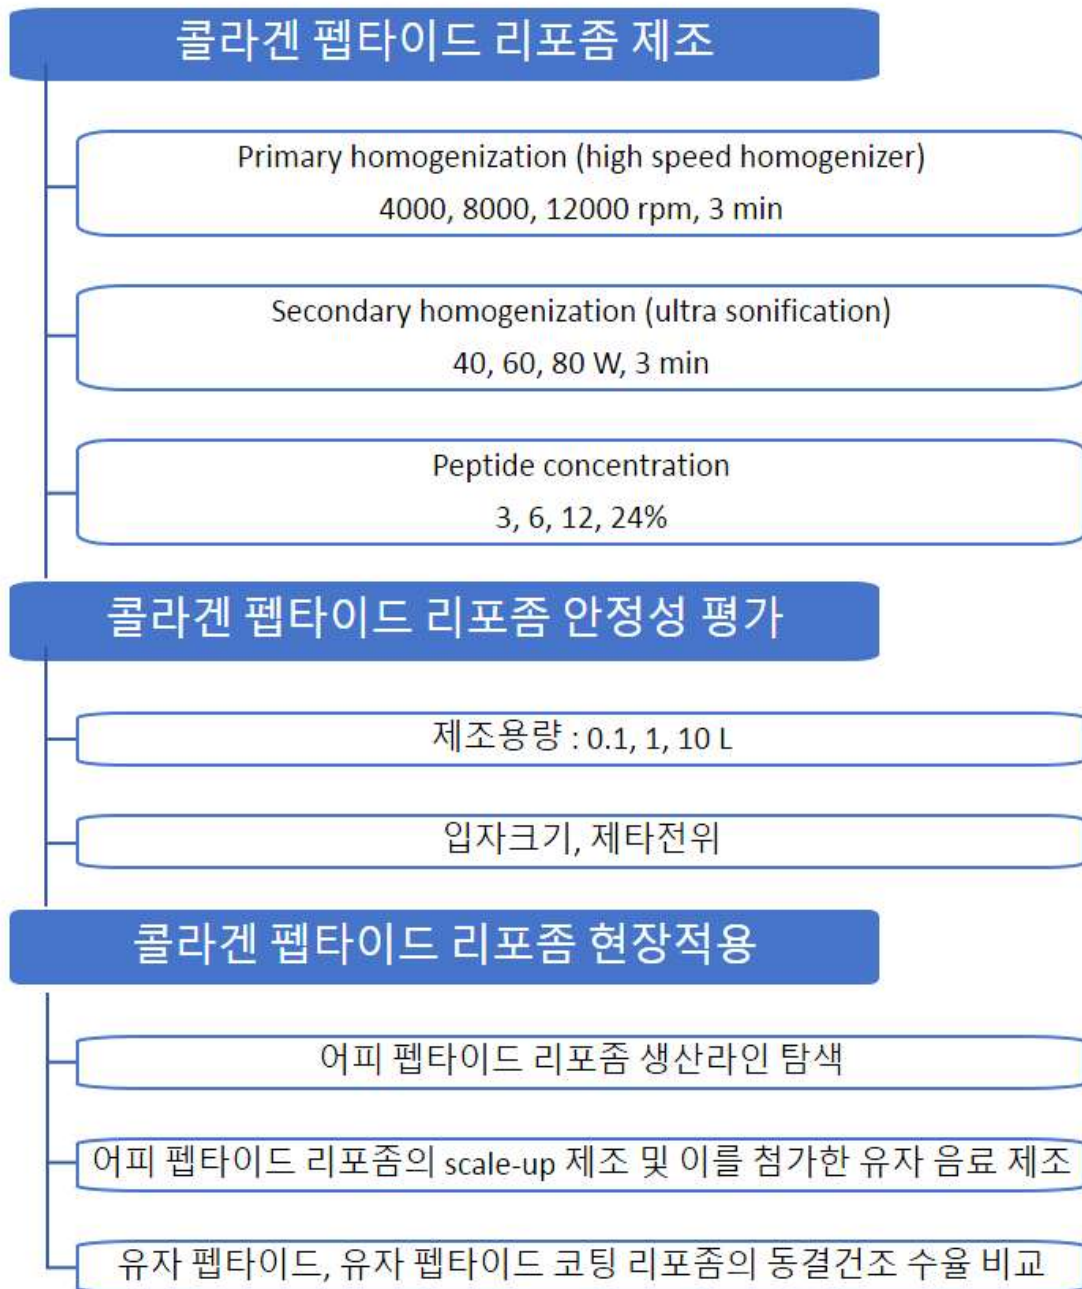 콜라겐 펩타이드 리포좀 제조
Primary homogenization (high speed homogenizer)
4000, 8000, 12000 rpm, 3 min
Secondary homogenization (ultra sonification)
40, 60, 80 W, 3 min
Peptide concentration
3, 6, 12, 24%
콜라겐 펩타이드 리포좀 안정성 평가
제조용량 : 0.1, 1, 10 L
입자크기, 제타전위
콜라겐 펩타이드 리포좀 현장적용
어피 펩타이드 리포좀 생산라인 탐색
어피 펩타이드 리포좀의 scale-up 제조 및 이를 첨가한 유자 음료 제조
유자 펩타이드, 유자 펩타이드 코팅 리포좀의 동결건조 수율 비교